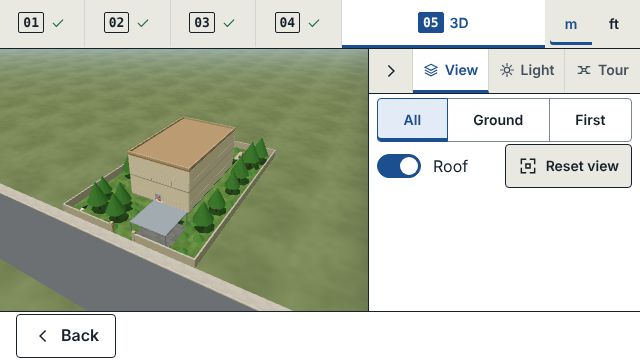 01
02
03
04
05 3D
m ft
View Light Tour
All Ground First
Roof Reset view
Back